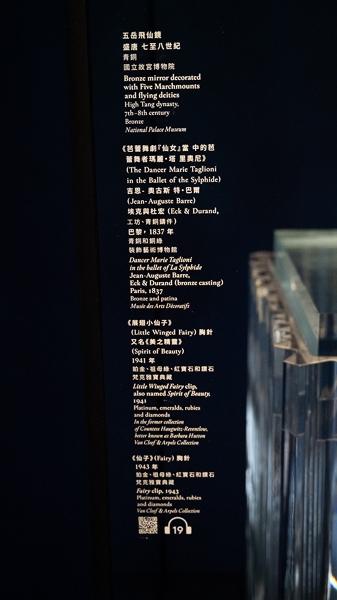 五岳飛仙鏡
盛唐 七至八世紀
青銅
國立故宮博物院
Bronze mirror decorated
with Five Marchmounts
and flying deities
High Tang dynasty,
7th–8th century
Bronze
National Palace Museum
《芭蕾舞劇『仙女』當 中的芭
蕾舞者瑪麗·塔 里奧尼》
(The Dancer Marie Taglioni
in the Ballet of the Sylphide)
吉恩- 奧古斯 特·巴爾
(Jean-Auguste Barre)
埃克與杜宏 (Eck & Durand,
工坊、青銅鑄件)
巴黎，1837 年
青銅和銅綠
裝飾藝術博物館
Dancer Marie Taglioni
in the ballet of La Sylphide
Jean-Auguste Barre,
Eck & Durand (bronze casting)
Paris, 1837
Bronze and patina
Musée des Arts Décoratifs
《展翅小仙子》
(Little Winged Fairy) 胸針
又名《美之精靈》
(Spirit of Beauty)
1941 年
鉑金、祖母綠、紅寶石和鑽石
梵克雅寶典藏
Little Winged Fairy clip,
also named Spirit of Beauty,
1941
Platinum, emeralds, rubies
and diamonds
In the former collection
of Countess Haugwitz-Reventlow,
better known as Barbara Hutton
Van Cleef & Arpels Collection
《仙子》(Fairy) 胸針
1943 年
鉑金、祖母綠、紅寶石和鑽石
梵克雅寶典藏
Fairy clip, 1943
Platinum, emeralds, rubies
and diamonds
Van Cleef & Arpels Collection
19